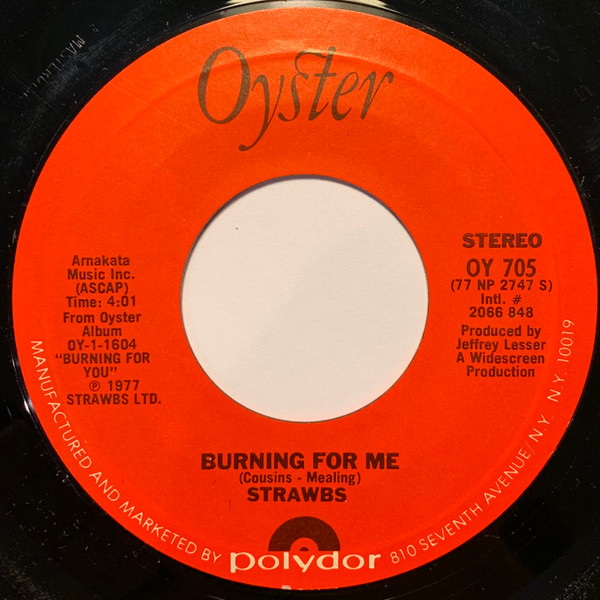 Oyster
Arnakata
Music Inc.
(ASCAP)
Time: 4:01
From Oyster
Album
OY-1-1604
"BURNING FOR
YOU"
℗ 1977
STRAWBS LTD.
STEREO
OY 705
(77 NP 2747 S)
Intl. #
2066 848
Produced by
Jeffrey Lesser
A Widescreen
Production
BURNING FOR ME
(Cousins - Mealing)
STRAWBS
MANUFACTURED AND MARKETED BY polydor 810 SEVENTH AVENUE/N.Y. N.Y. 10019